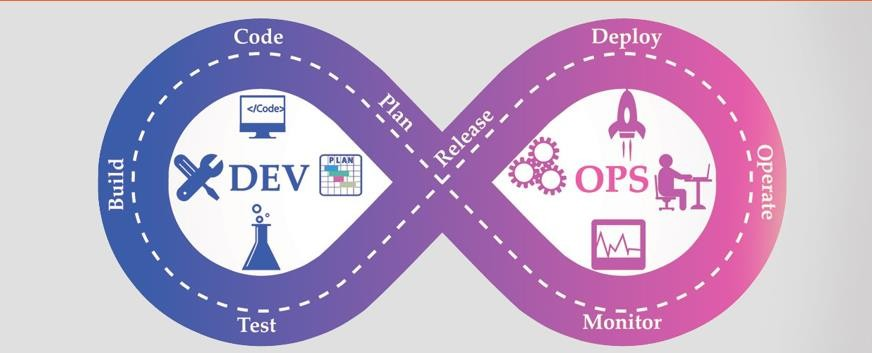 Code
Deploy
Plan
Release
</Code>
PLAN
Build
DEV
OPS
Operate
Test
Monitor